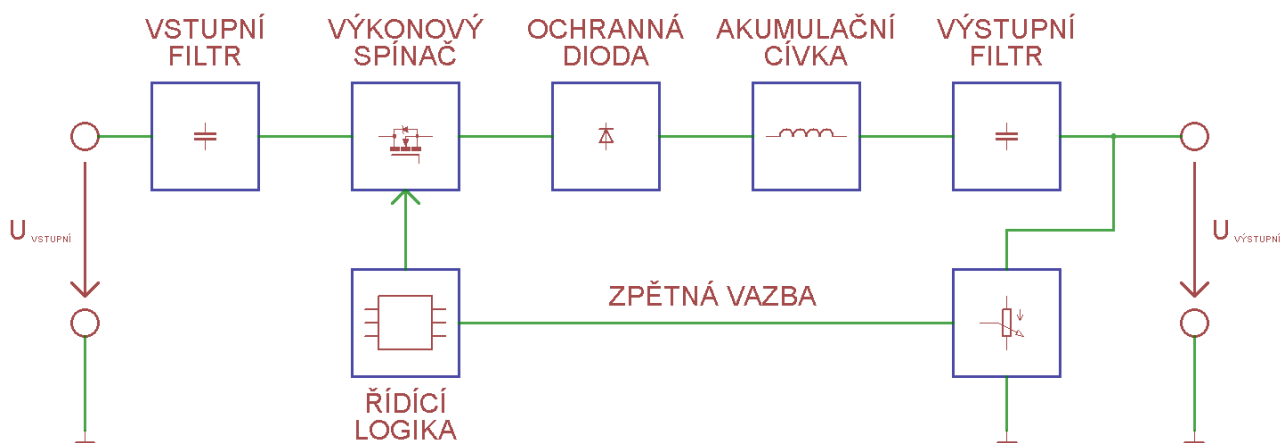 VSTUPNÍ
FILTR
VÝKONOVÝ
SPÍNAČ
OCHRANNÁ
DIODA
AKUMULAČNÍ
CÍVKA
VÝSTUPNÍ
FILTR
U VSTUPNÍ
U VÝSTUPNÍ
ZPĚTNÁ VAZBA
ŘÍDÍCÍ
LOGIKA